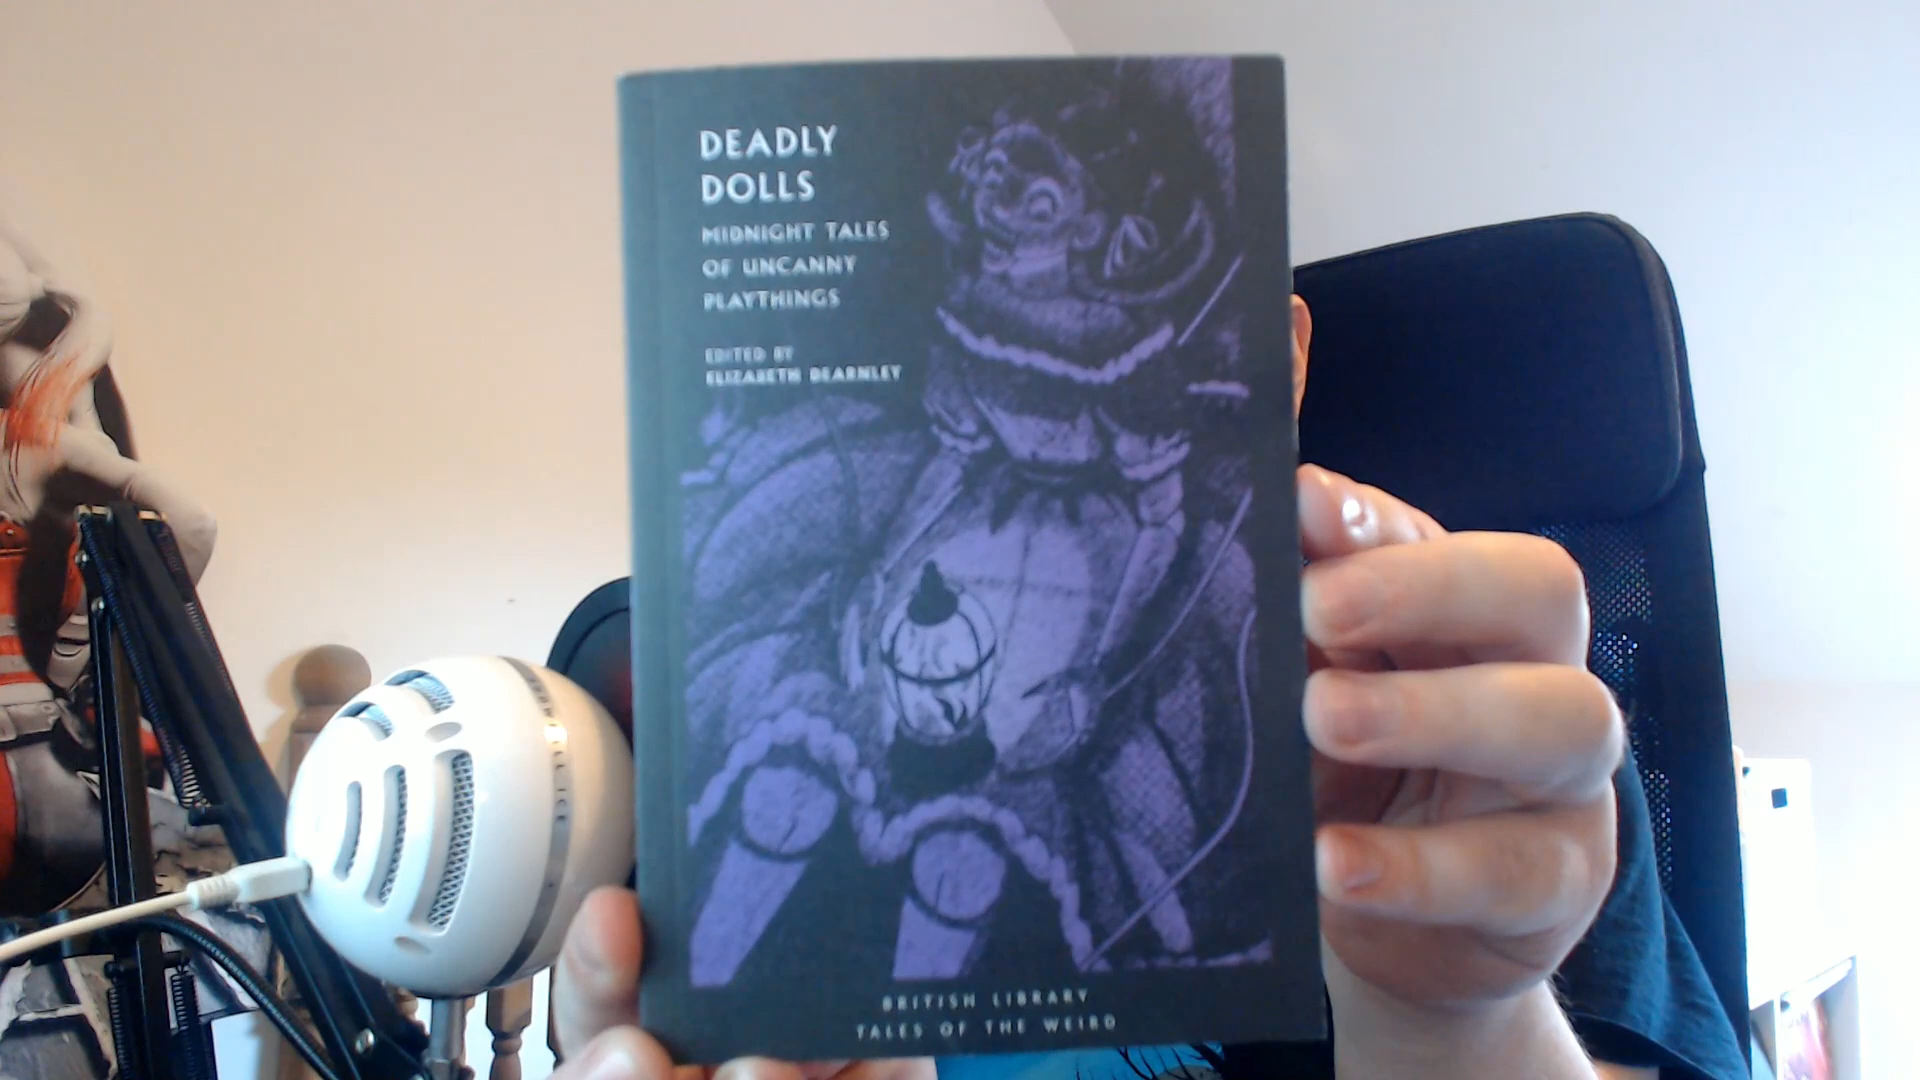 DEADLY
DOLLS
MIDNIGHT TALES
OF UNCANNY
PLAYTHINGS
EDITED BY
ELIZABETH DEARNLEY
BRITISH LIBRARY
TALES OF THE WEIRD